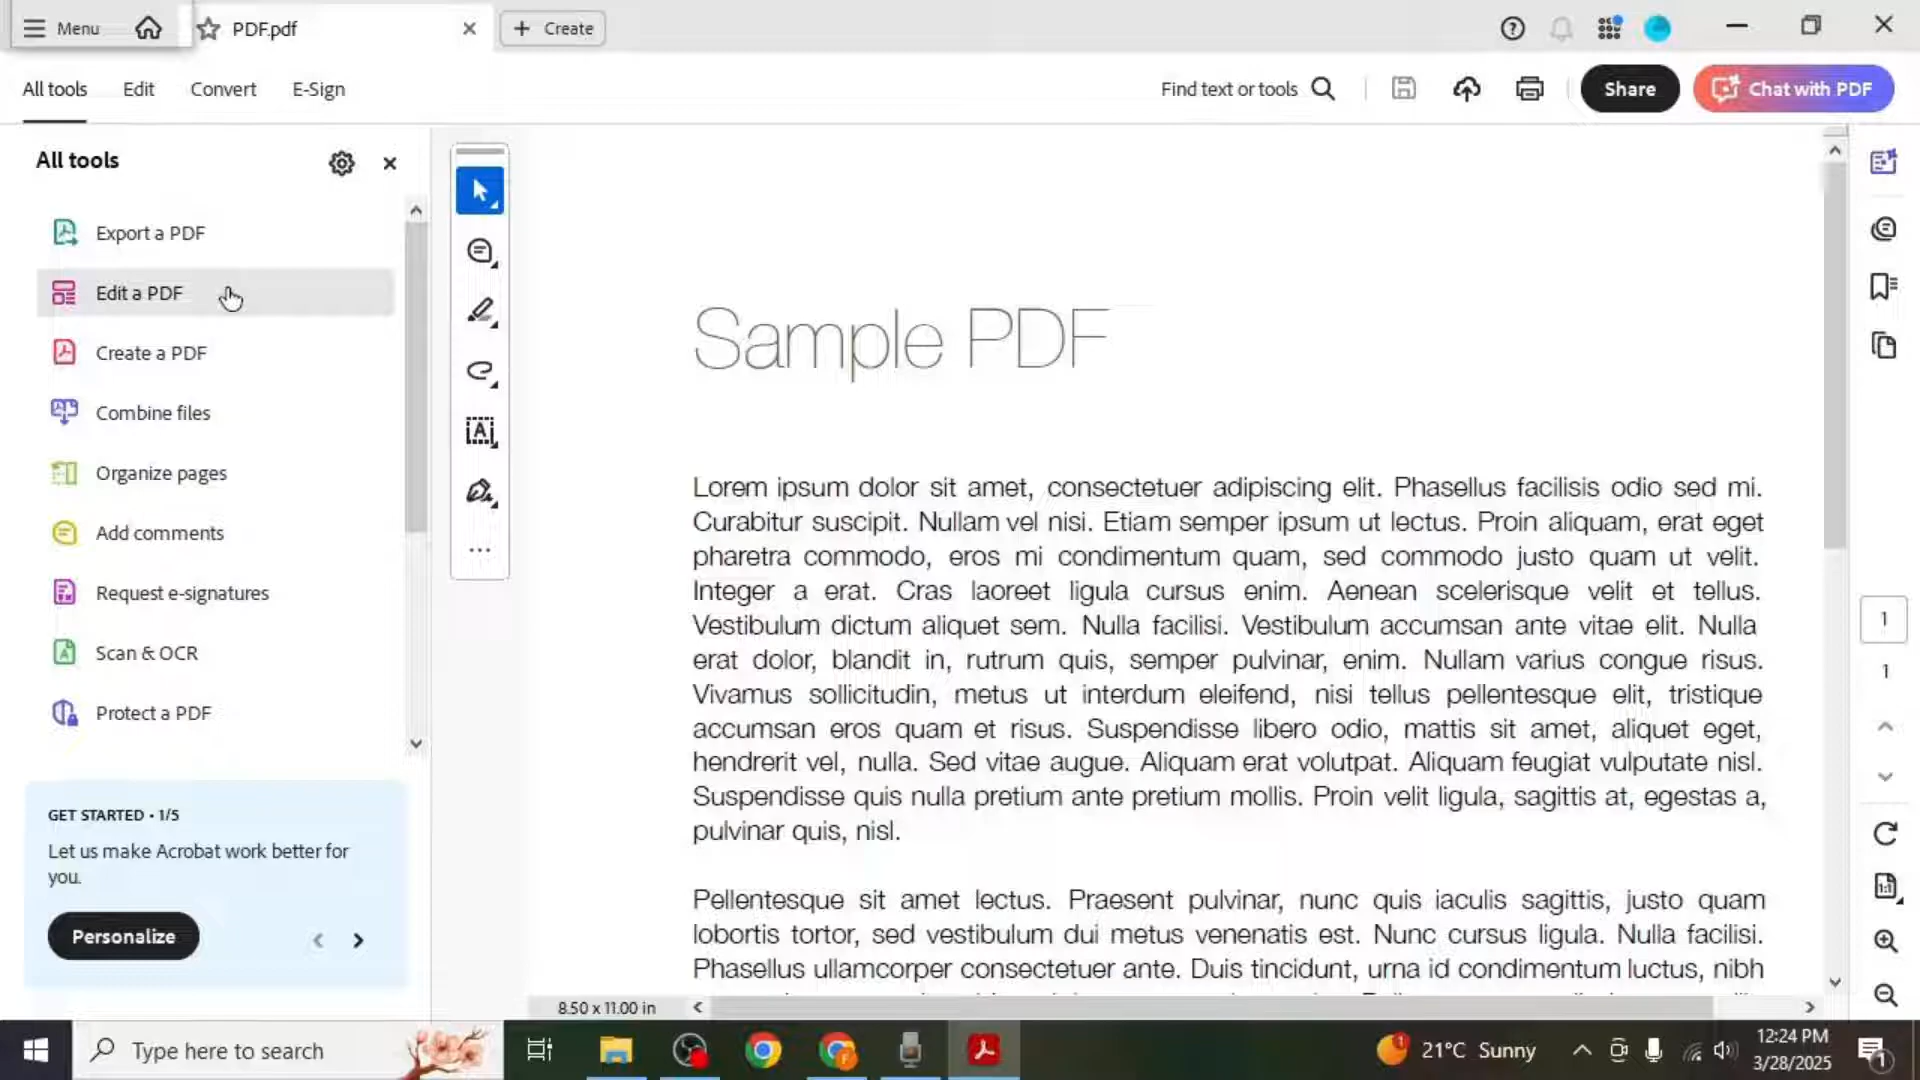 Menu
PDF.pdf
Create
All tools
Edit
Convert
E-Sign
Find text or tools
Share
Chat with PDF
All tools
Export a PDF
Edit a PDF
Create a PDF
Combine files
Organize pages
Add comments
Request e-signatures
Scan & OCR
Protect a PDF
GET STARTED • 1/5
Let us make Acrobat work better for
you.
Personalize
Sample PDF
Lorem ipsum dolor sit amet, consectetuer adipiscing elit. Phasellus facilisis odio sed mi.
Curabitur suscipit. Nullam vel nisi. Etiam semper ipsum ut lectus. Proin aliquam, erat eget
pharetra commodo, eros mi condimentum quam, sed commodo justo quam ut velit.
Integer a erat. Cras laoreet ligula cursus enim. Aenean scelerisque velit et tellus.
Vestibulum dictum aliquet sem. Nulla facilisi. Vestibulum accumsan ante vitae elit. Nulla
erat dolor, blandit in, rutrum quis, semper pulvinar, enim. Nullam varius congue risus.
Vivamus sollicitudin, metus ut interdum eleifend, nisi tellus pellentesque elit, tristique
accumsan eros quam et risus. Suspendisse libero odio, mattis sit amet, aliquet eget,
hendrerit vel, nulla. Sed vitae augue. Aliquam erat volutpat. Aliquam feugiat vulputate nisl.
Suspendisse quis nulla pretium ante pretium mollis. Proin velit ligula, sagittis at, egestas a,
pulvinar quis, nisl.
Pellentesque sit amet lectus. Praesent pulvinar, nunc quis iaculis sagittis, justo quam
lobortis tortor, sed vestibulum dui metus venenatis est. Nunc cursus ligula. Nulla facilisi.
Phasellus ullamcorper consectetuer ante. Duis tincidunt, urna id condimentum luctus, nibh
1
1
1:1
8.50 x 11.00 in
Type here to search
21°C Sunny
12:24 PM
3/28/2025
1